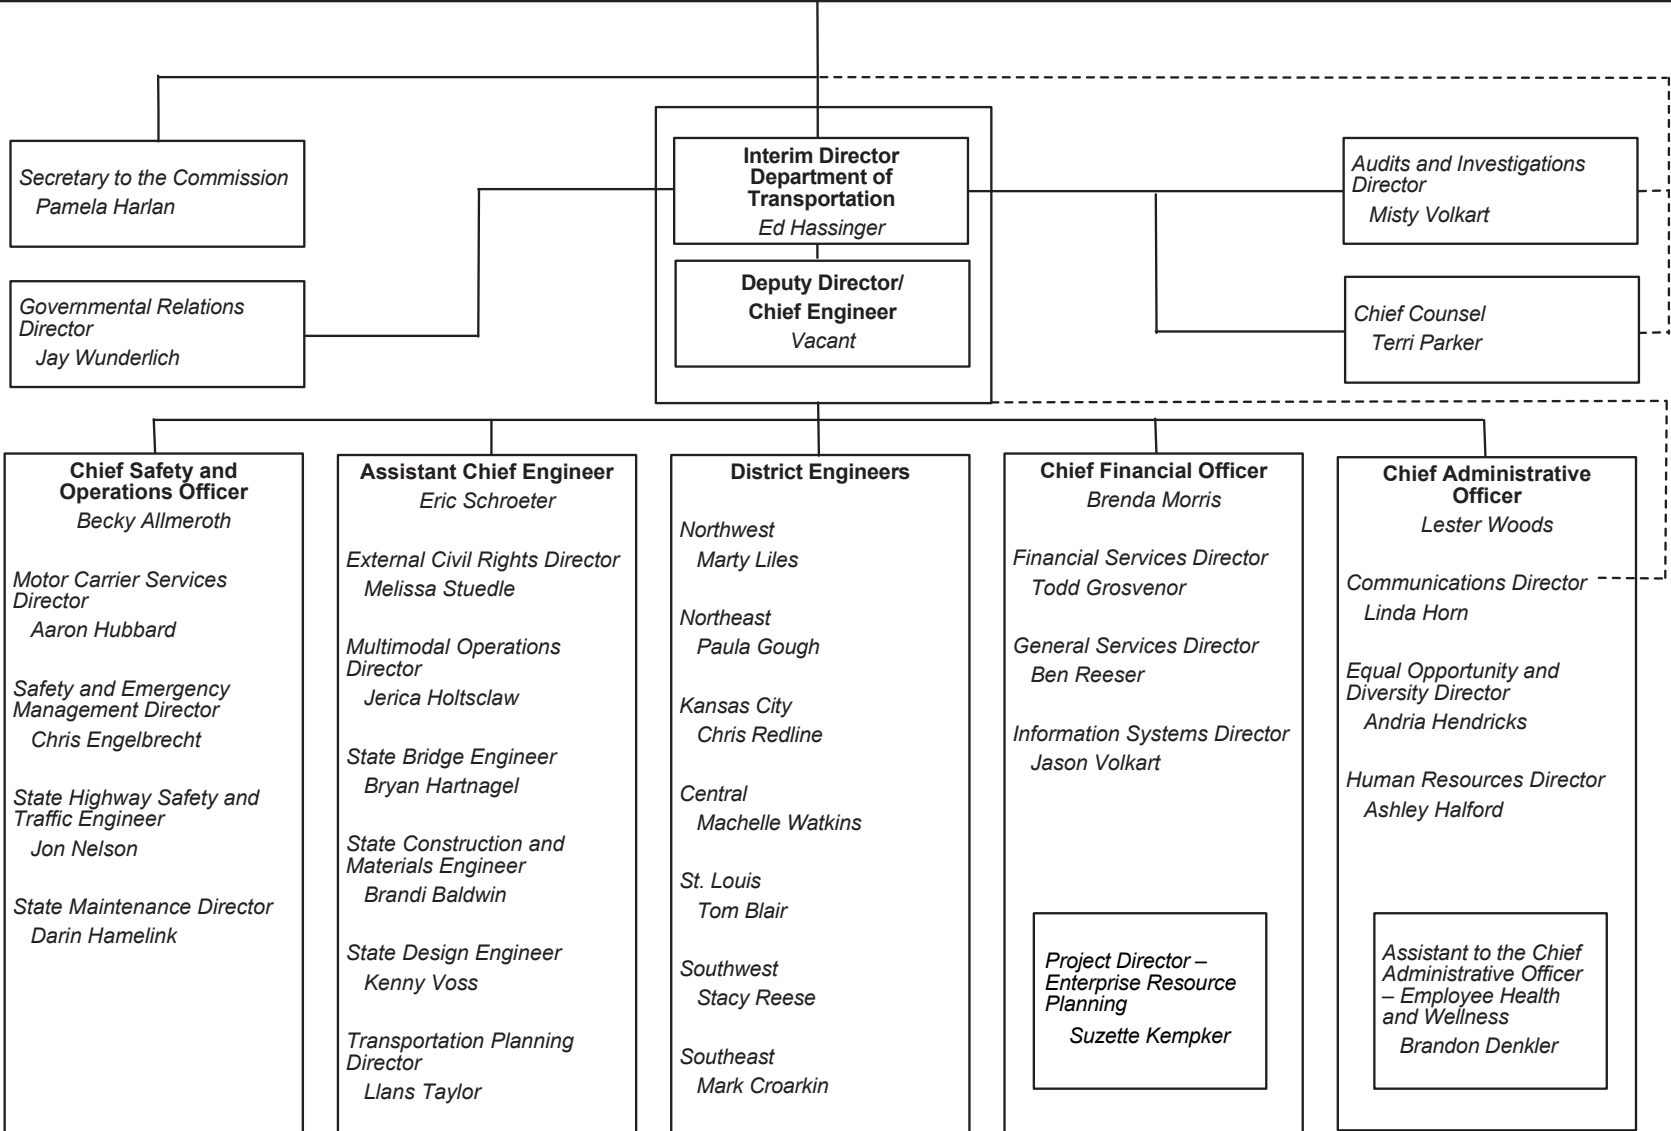 Secretary to the Commission
Pamela Harlan
Governmental Relations
Director
Jay Wunderlich
Interim Director
Department of
Transportation
Ed Hassinger
Deputy Director/
Chief Engineer
Vacant
Audits and Investigations
Director
Misty Volkart
Chief Counsel
Terri Parker
Chief Safety and
Operations Officer
Becky Allmeroth
Motor Carrier Services
Director
Aaron Hubbard
Safety and Emergency
Management Director
Chris Engelbrecht
State Highway Safety and
Traffic Engineer
Jon Nelson
State Maintenance Director
Darin Hamelink
Assistant Chief Engineer
Eric Schroeter
External Civil Rights Director
Melissa Stuedle
Multimodal Operations
Director
Jerica Holtsclaw
State Bridge Engineer
Bryan Hartnagel
State Construction and
Materials Engineer
Brandi Baldwin
State Design Engineer
Kenny Voss
Transportation Planning
Director
Llans Taylor
District Engineers
Northwest
Marty Liles
Northeast
Paula Gough
Kansas City
Chris Redline
Central
Machelle Watkins
St. Louis
Tom Blair
Southwest
Stacy Reese
Southeast
Mark Croarkin
Chief Financial Officer
Brenda Morris
Financial Services Director
Todd Grosvenor
General Services Director
Ben Reeser
Information Systems Director
Jason Volkart
Project Director –
Enterprise Resource
Planning
Suzette Kempker
Chief Administrative
Officer
Lester Woods
Communications Director
Linda Horn
Equal Opportunity and
Diversity Director
Andria Hendricks
Human Resources Director
Ashley Halford
Assistant to the Chief
Administrative Officer
– Employee Health
and Wellness
Brandon Denkler